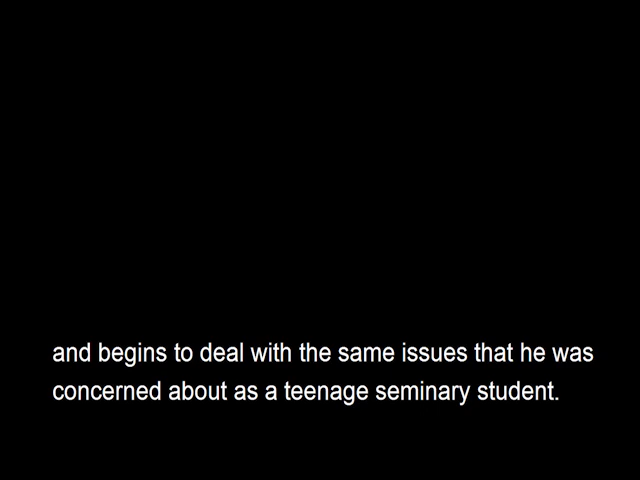 and begins to deal with the same issues that he was
concerned about as a teenage seminary student.